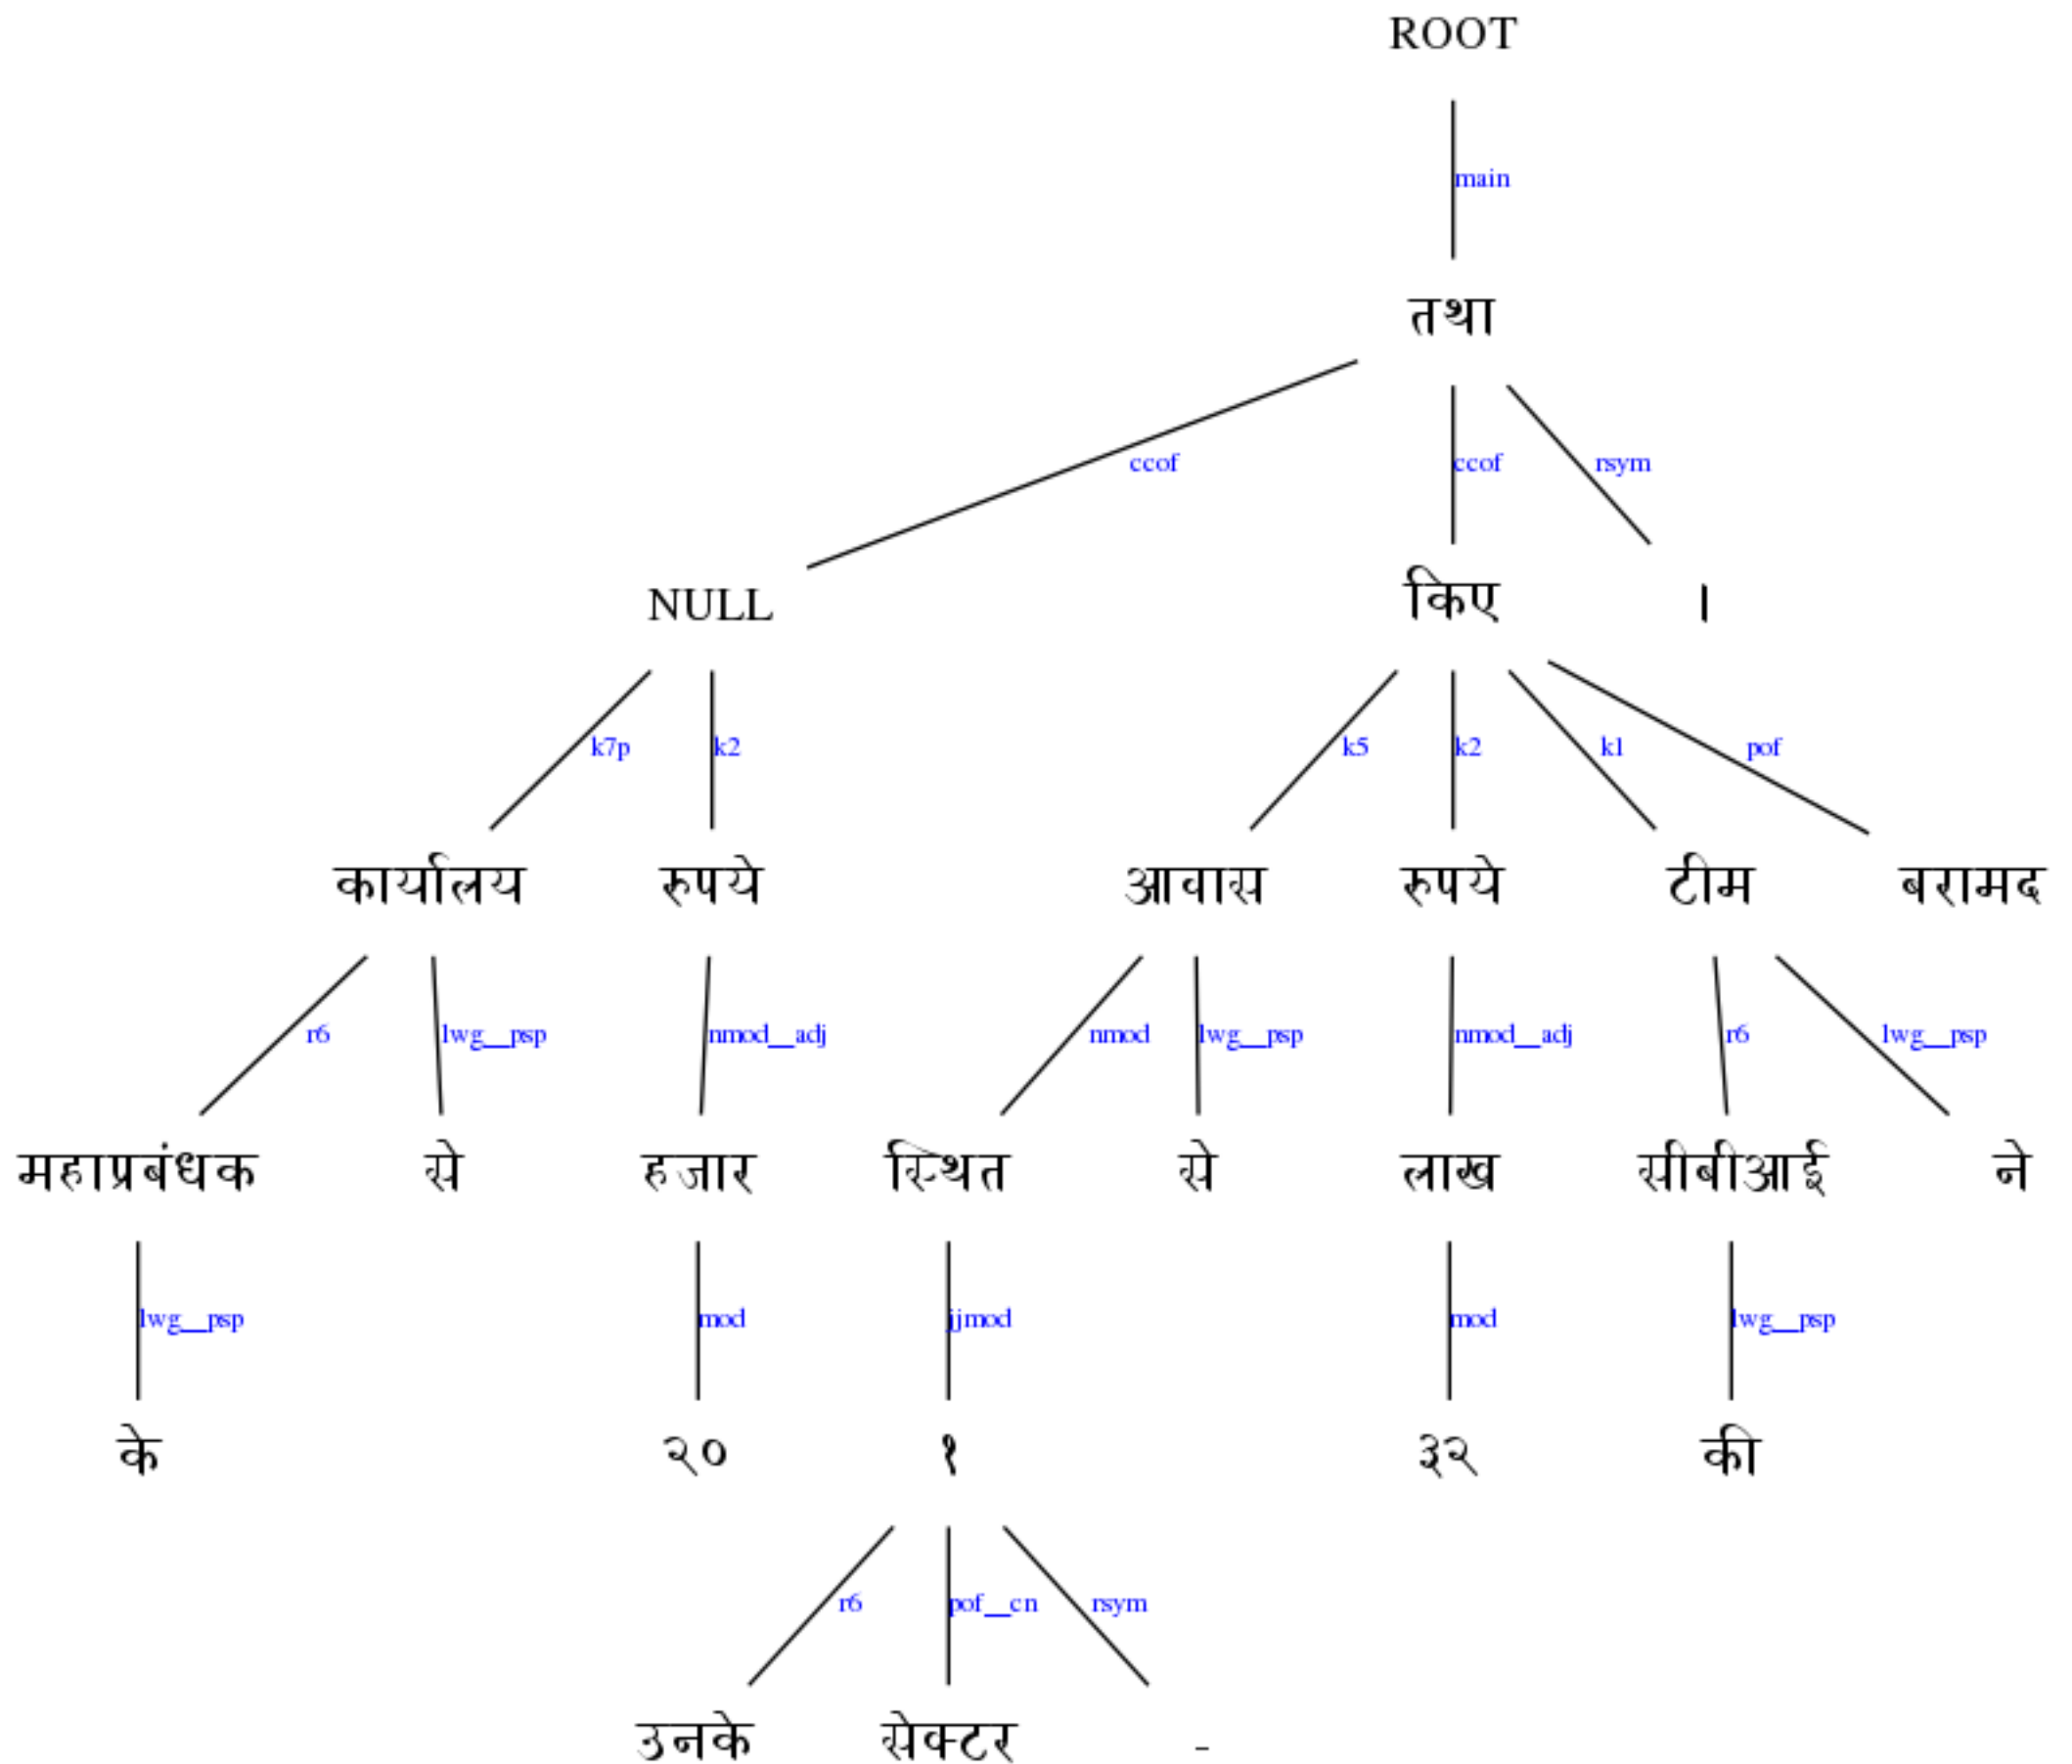 ROOT
main
तथा
ccof ccof rsym
NULL किए ।
k7p k2 k5 k2 k1 pof
कार्यालय रुपये आवास रुपये टीम बरामद
r6 lwg__psp nmod__adj nmod lwg__psp nmod__adj r6 lwg__psp
महाप्रबंधक से हजार स्थित से लाख सीबीआई ने
lwg__psp mod jjmod mod lwg__psp
के २० १ ३२ की
r6 pof__cn rsym
उनके सेक्टर -